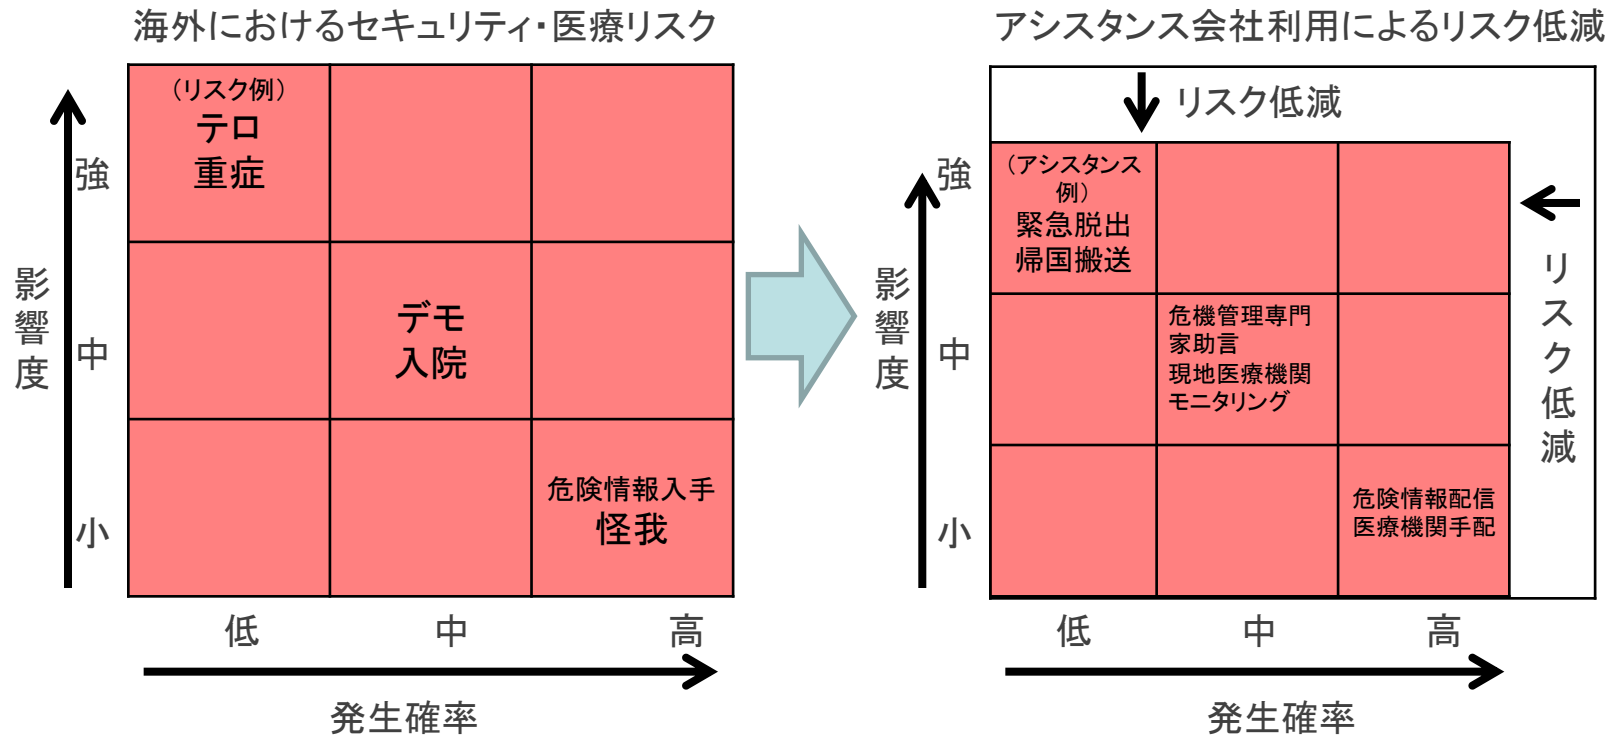 海外におけるセキュリティ・医療リスク
(リスク例)
テロ
重症
デモ
入院
危険情報入手
怪我
影響度
強
中
小
低
中
高
発生確率
アシスタンス会社利用によるリスク低減
リスク低減
リスク低減
(アシスタンス
例)
緊急脱出
帰国搬送
危機管理専門
家助言
現地医療機関
モニタリング
危険情報配信
医療機関手配
影響度
強
中
小
低
中
高
発生確率